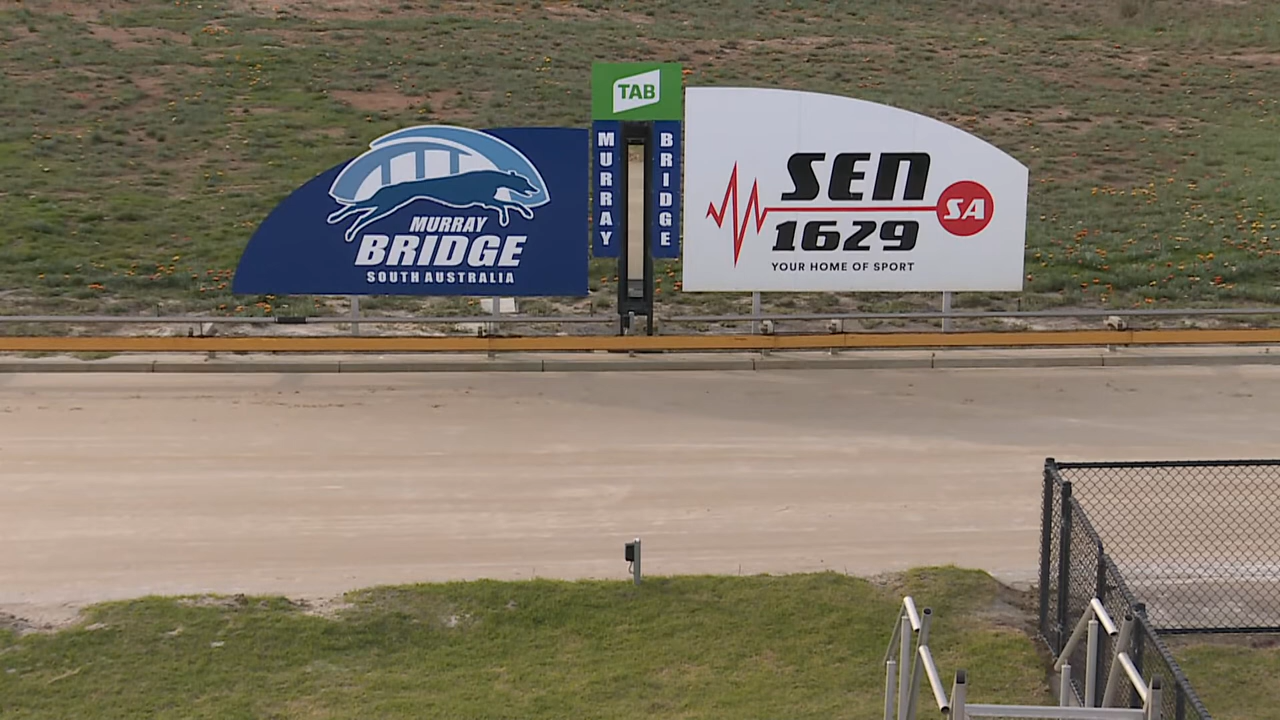 TAB
MURRAY
BRIDGE
MURRAY
BRIDGE
SOUTH AUSTRALIA
SEN
SA
1629
YOUR HOME OF SPORT